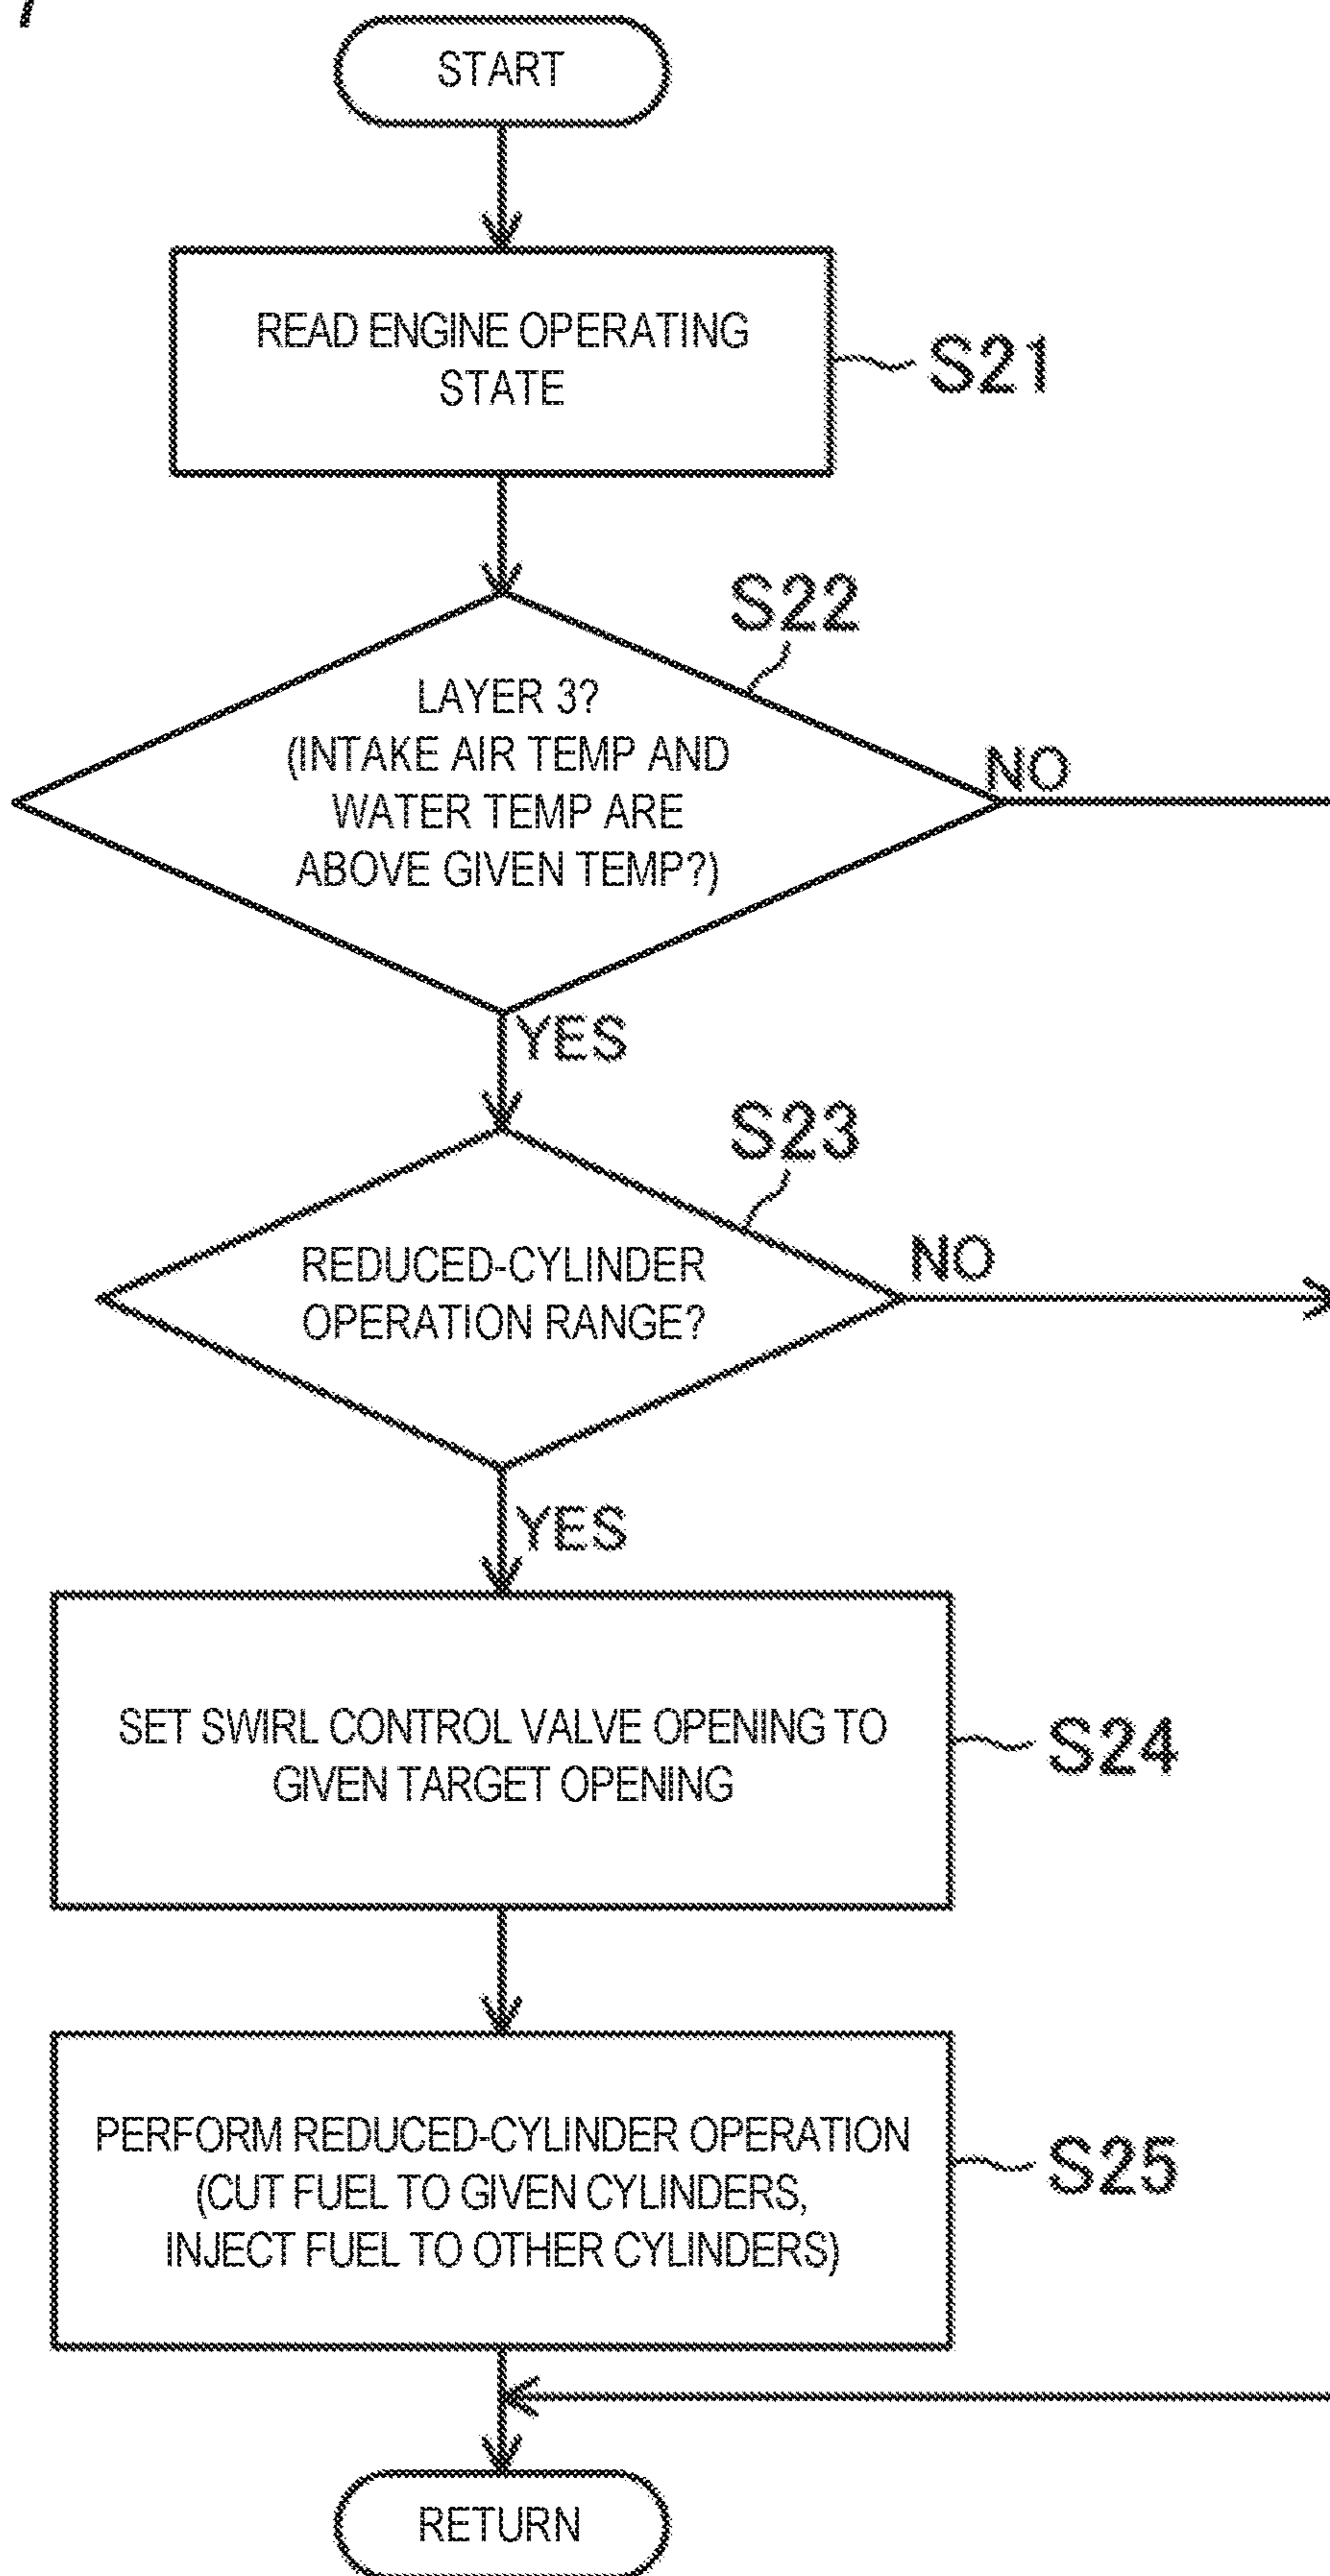 START
READ ENGINE OPERATING
STATE
S21
S22
LAYER 3?
(INTAKE AIR TEMP AND
WATER TEMP ARE
ABOVE GIVEN TEMP?)
NO
YES
S23
REDUCED-CYLINDER
OPERATION RANGE?
NO
YES
SET SWIRL CONTROL VALVE OPENING TO
GIVEN TARGET OPENING
S24
PERFORM REDUCED-CYLINDER OPERATION
(CUT FUEL TO GIVEN CYLINDERS,
INJECT FUEL TO OTHER CYLINDERS)
S25
RETURN